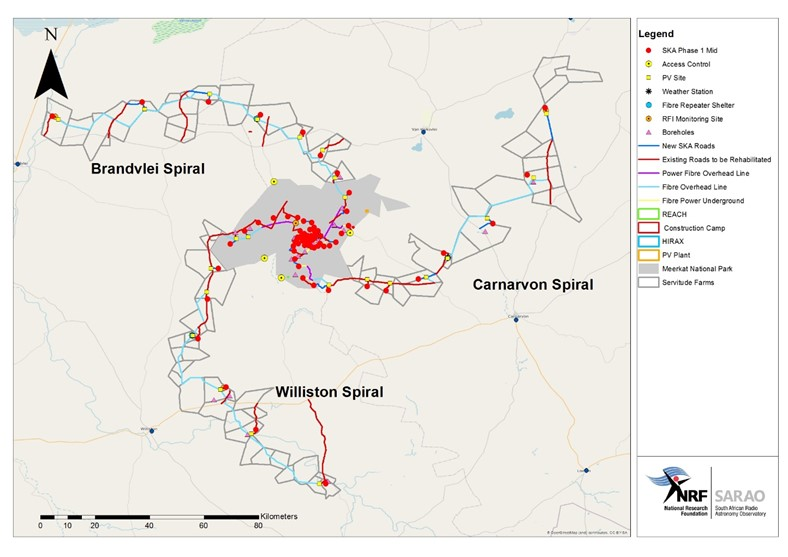 N
Brandvlei Spiral
Carnarvon Spiral
Williston Spiral
Carnarvon
Williston
Kilometers
0 10 20 40 60 80
Legend
SKA Phase 1 Mid
Access Control
PV Site
Weather Station
Fibre Repeater Shelter
RFI Monitoring Site
Boreholes
New SKA Roads
Existing Roads to be Rehabilitated
Power Fibre Overhead Line
Fibre Overhead Line
Fibre Power Underground
REACH
Construction Camp
HIRAX
PV Plant
Meerkat National Park
Servitude Farms
NRF
National Research
Foundation
SARAO
South African Radio
Astronomy Observatory